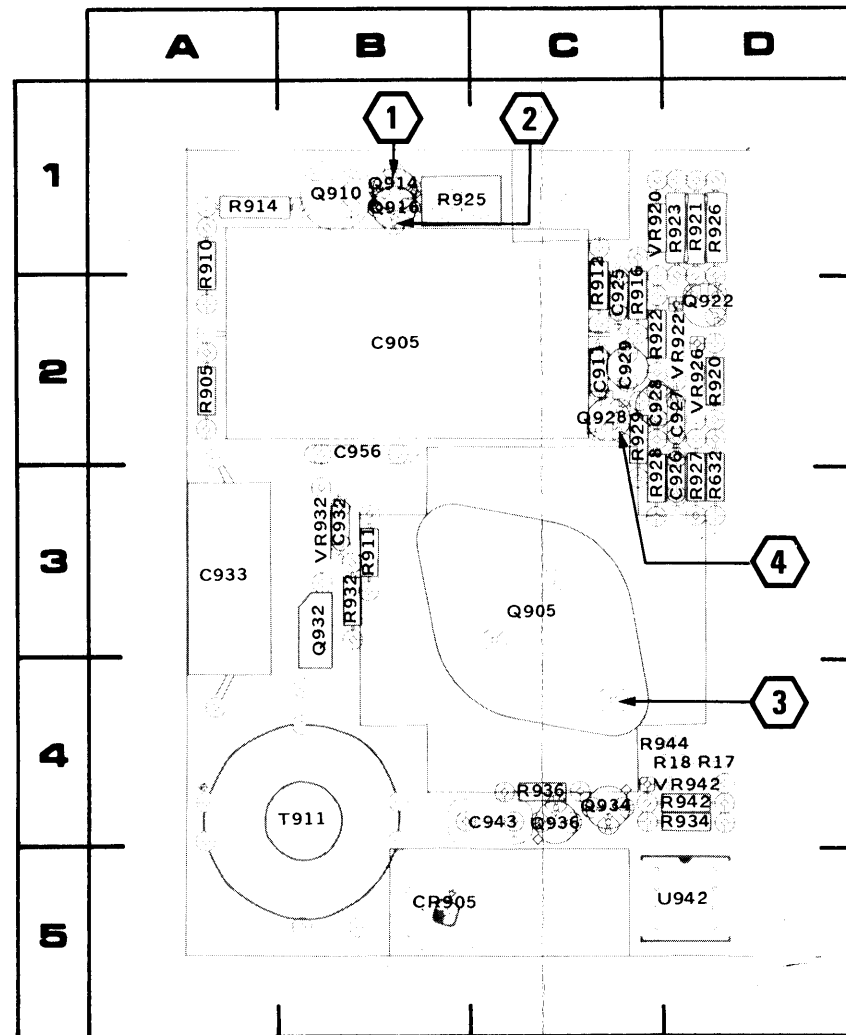 A B C D
1 2
1
Q914
Q910
R914 Q916 R925
VR920 R923 R921 R926
R910
R912 C925 R916
Q922
R922 VR922
C905
2
C911 C929 VR926 R920
R905
C928 C927
Q928
R929
C956
R928 C926 R927 R632
VR932 C932
R911
3
C933
4
R932
Q905
Q932
3
R944
4
R18 R17
VR942
R936
Q934 R942
T911 C943 Q936 R934
CR905 U942
5